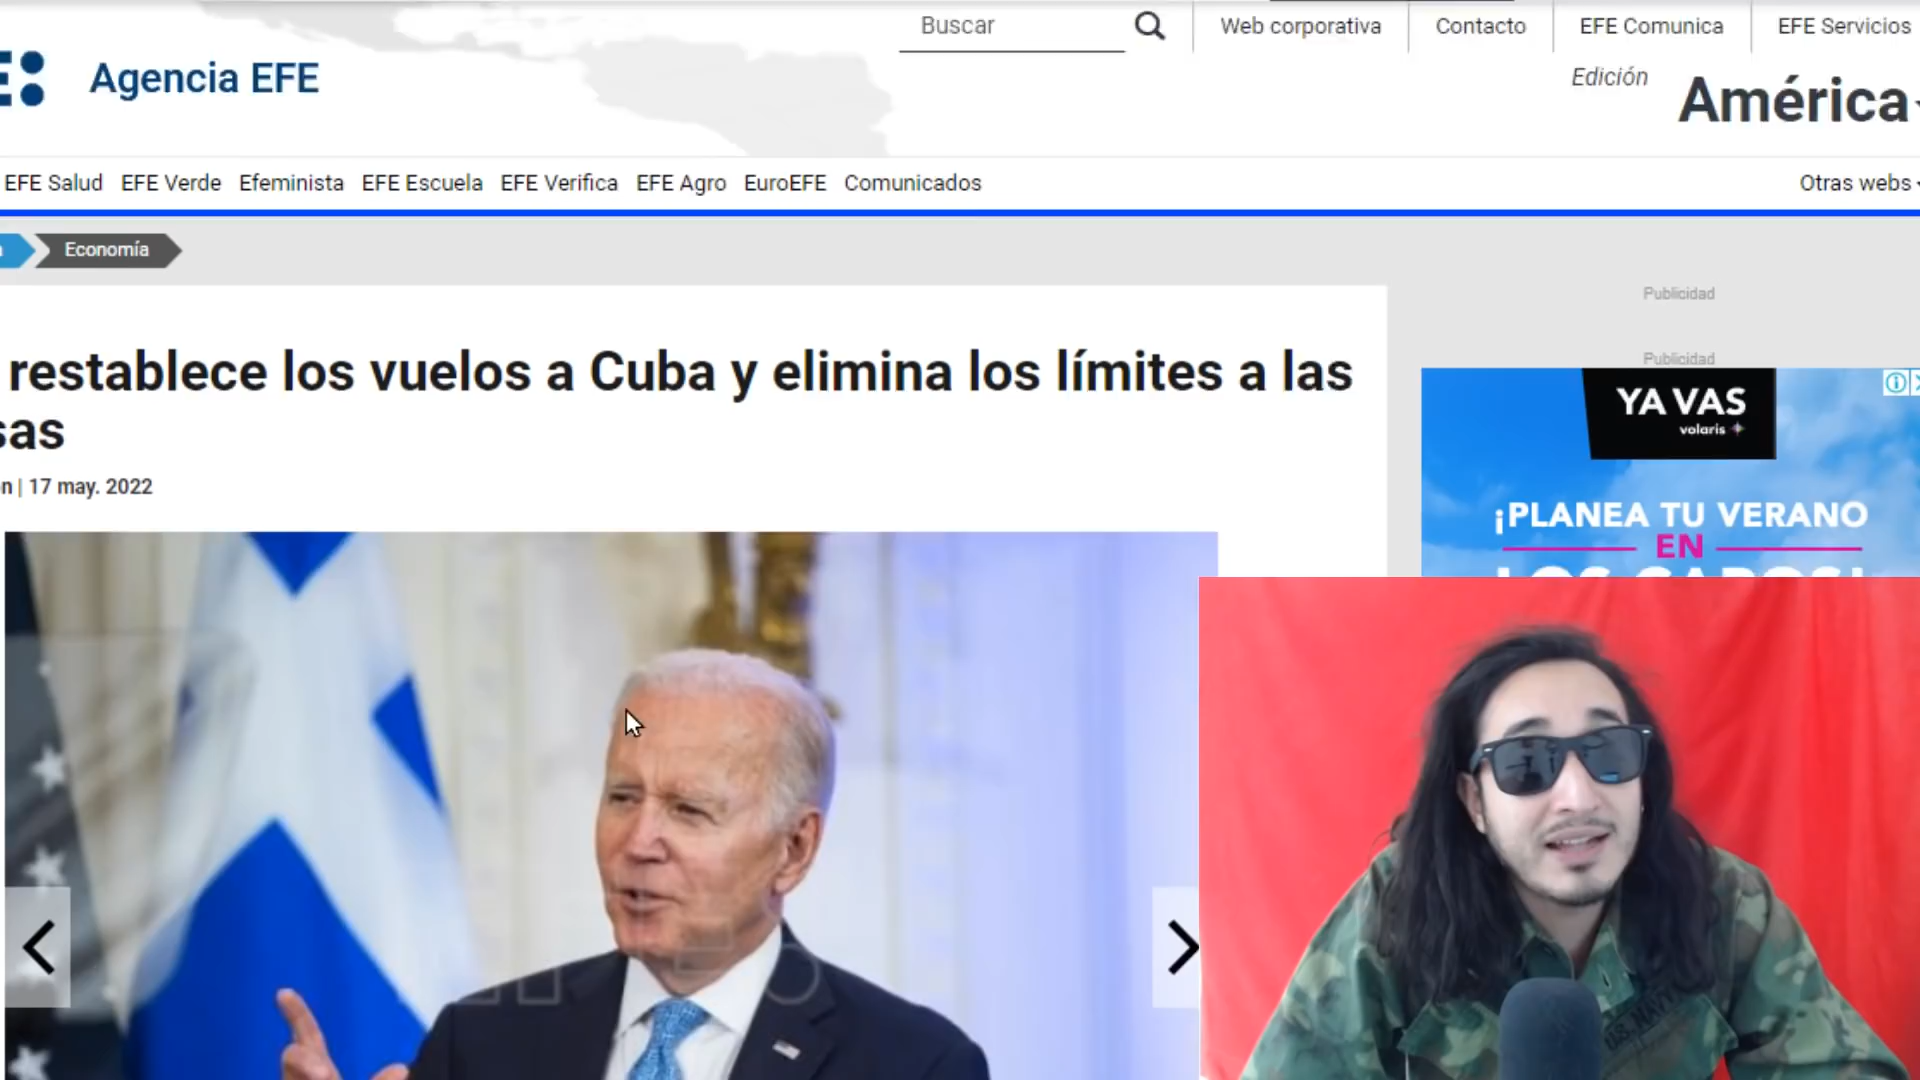 Buscar
Web corporativa
Contacto
EFE Comunica
EFE Servicios
E:
Agencia EFE
Edición
América
EFE Salud
EFE Verde
Efeminista
EFE Escuela
EFE Verifica
EFE Agro
EuroEFE
Comunicados
Otras webs
Economía
restablece los vuelos a Cuba y elimina los límites a las
sas
n | 17 may. 2022
Publicidad
Publicidad
YA VAS
volaris
¡PLANEA TU VERANO
EN
U.S. NAVY